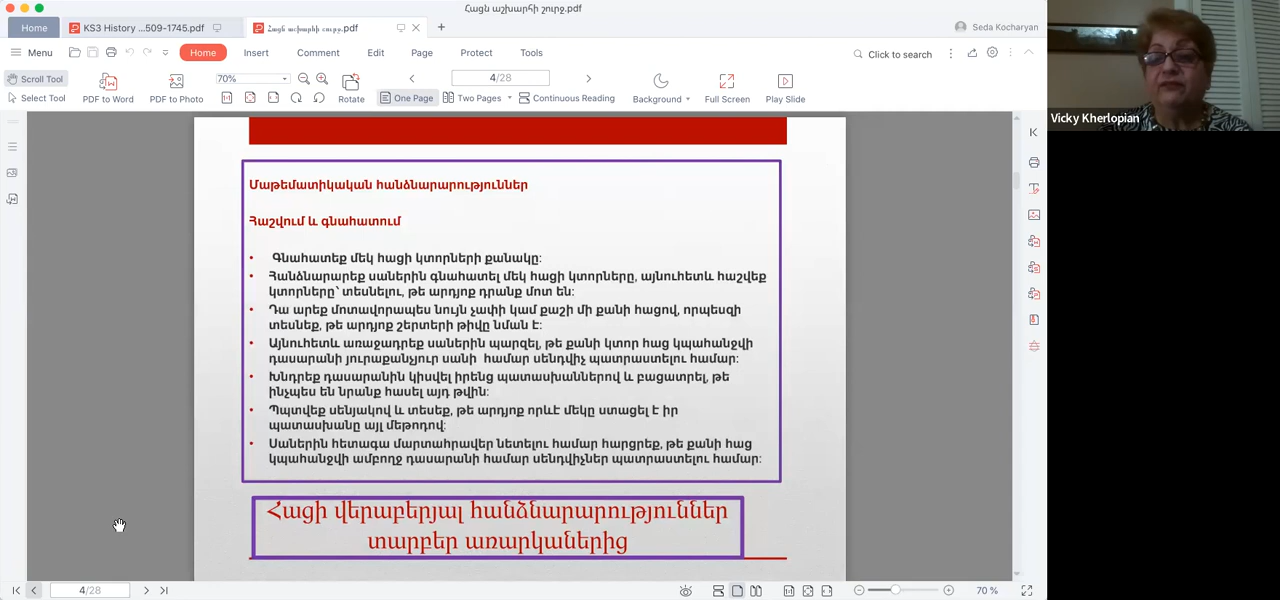 Հացն աշխարհի շուրջ.pdf
Home
KS3 History ...509-1745.pdf
Հացն աշխարհի շուրջ.pdf
Seda Kocharyan
Menu
Home
Insert
Comment
Edit
Page
Protect
Tools
Click to search
Scroll Tool
Select Tool
PDF to Word
PDF to Photo
70%
Rotate
4/28
One Page
Two Pages
Continuous Reading
Background
Full Screen
Play Slide
Vicky Kherlopian
Մաթեմատիկական հանձնարարություններ
Հաշվում և գնահատում
• Գնահատեք մեկ հացի կտորների քանակը:
• Հանձնարարեք սաներին գնահատել մեկ հացի կտորները, այնուհետև հաշվեք
կտորները՝ տեսնելու, թե արդյոք դրանք մոտ են:
• Դա արեք մոտավորապես նույն չափի կամ քաշի մի քանի հացով, որպեսզի
տեսնեք, թե արդյոք շերտերի թիվը նման է:
• Այնուհետև առաջադրեք սաներին պարզել, թե քանի կտոր հաց կպահանջվի
դասարանի յուրաքանչյուր սանի համար սենդվիչ պատրաստելու համար:
• Խնդրեք դասարանին կիսվել իրենց պատասխաններով և բացատրել, թե
ինչպես են նրանք հասել այդ թվին:
• Պպտվեք սենյակով և տեսեք, թե արդյոք որևէ մեկը ստացել է իր
պատասխանը այլ մեթոդով:
• Սաներին հետագա մարտահրավեր նետելու համար հարցրեք, թե քանի հաց
կպահանջվի ամբողջ դասարանի համար սենդվիչներ պատրաստելու համար:
Հացի վերաբերյալ հանձնարարություններ
տարբեր առարկաներից
4/28
70 %